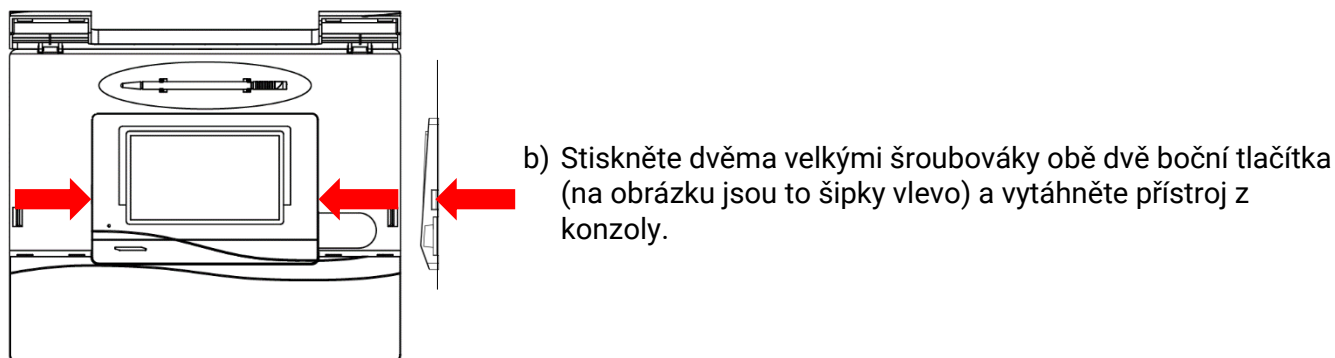 b) Stiskněte dvěma velkými šroubováky obě dvě boční tlačítka
(na obrázku jsou to šipky vlevo) a vytáhněte přístroj z
konzoly.